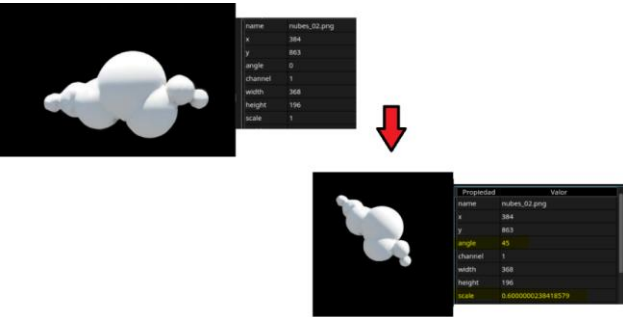 name nubes_02.png
x 384
y 863
angle 0
channel 1
width 368
height 196
scale 1
Propiedad Valor
name nubes_02.png
x 384
y 863
angle 45
channel 1
width 368
height 196
scale 0.6000000238418579